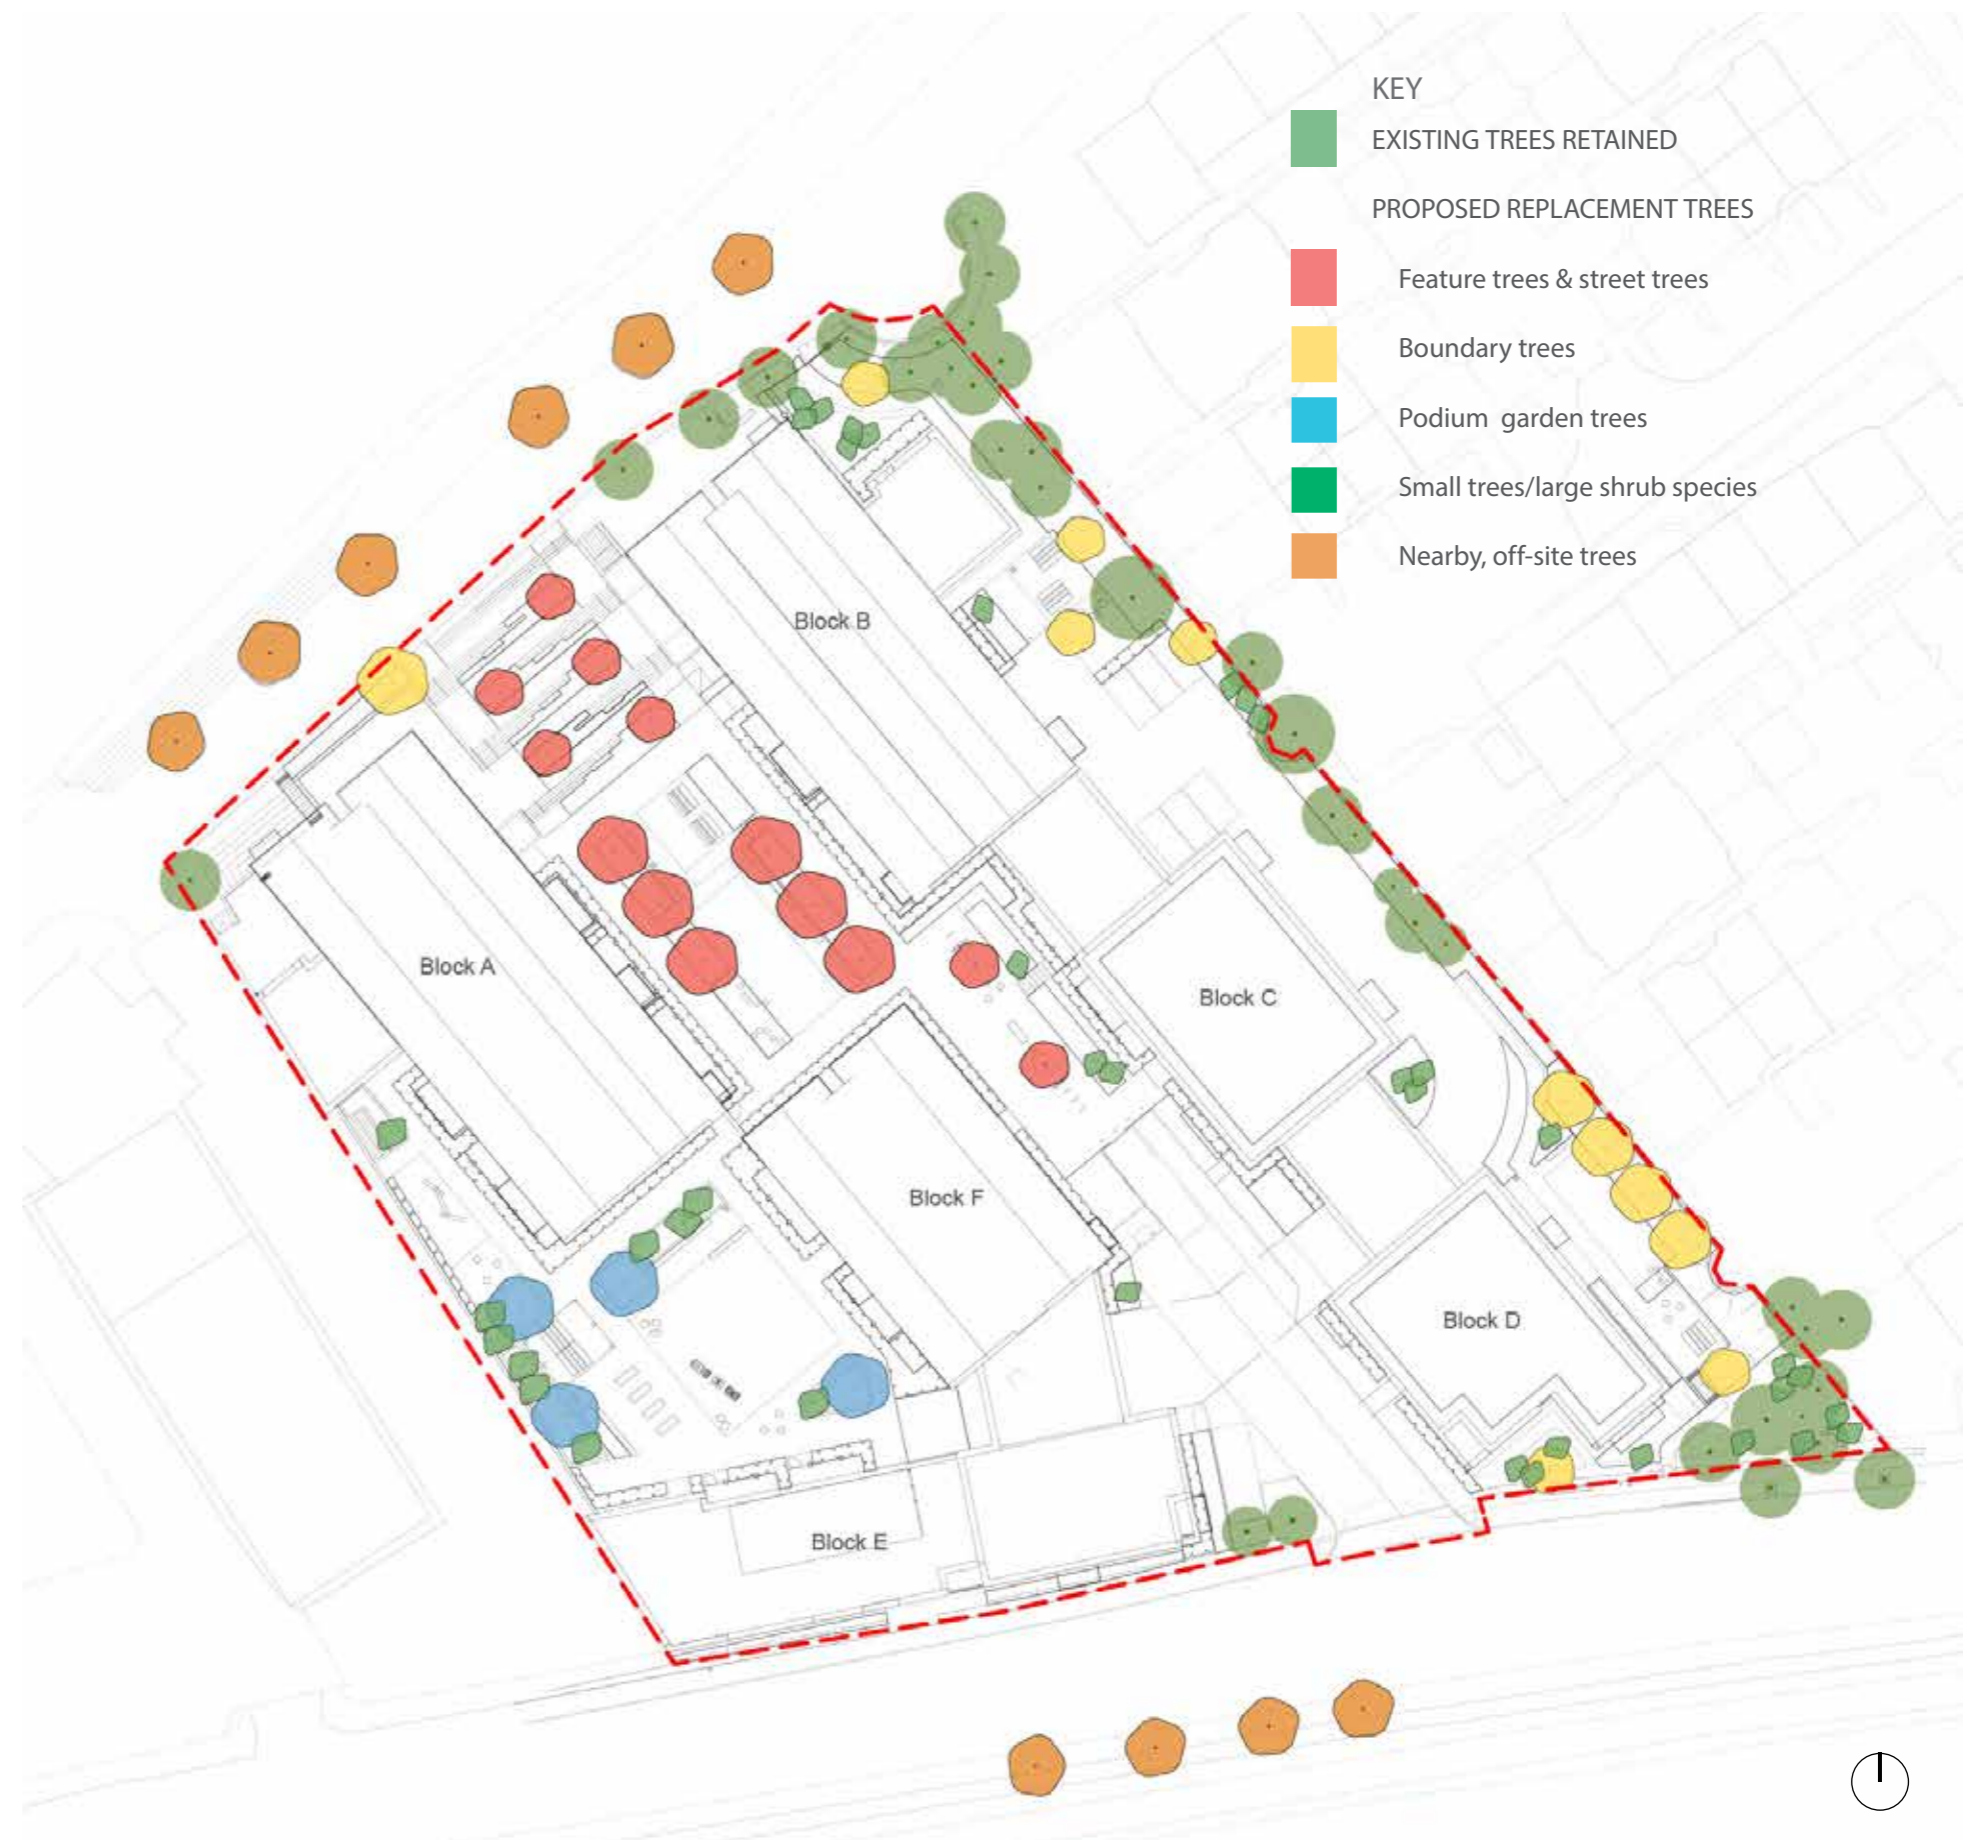 KEY
EXISTING TREES RETAINED
PROPOSED REPLACEMENT TREES
Feature trees & street trees
Boundary trees
Podium garden trees
Small trees/large shrub species
Nearby, off-site trees
Block B
Block A
Block C
Block F
Block D
Block E